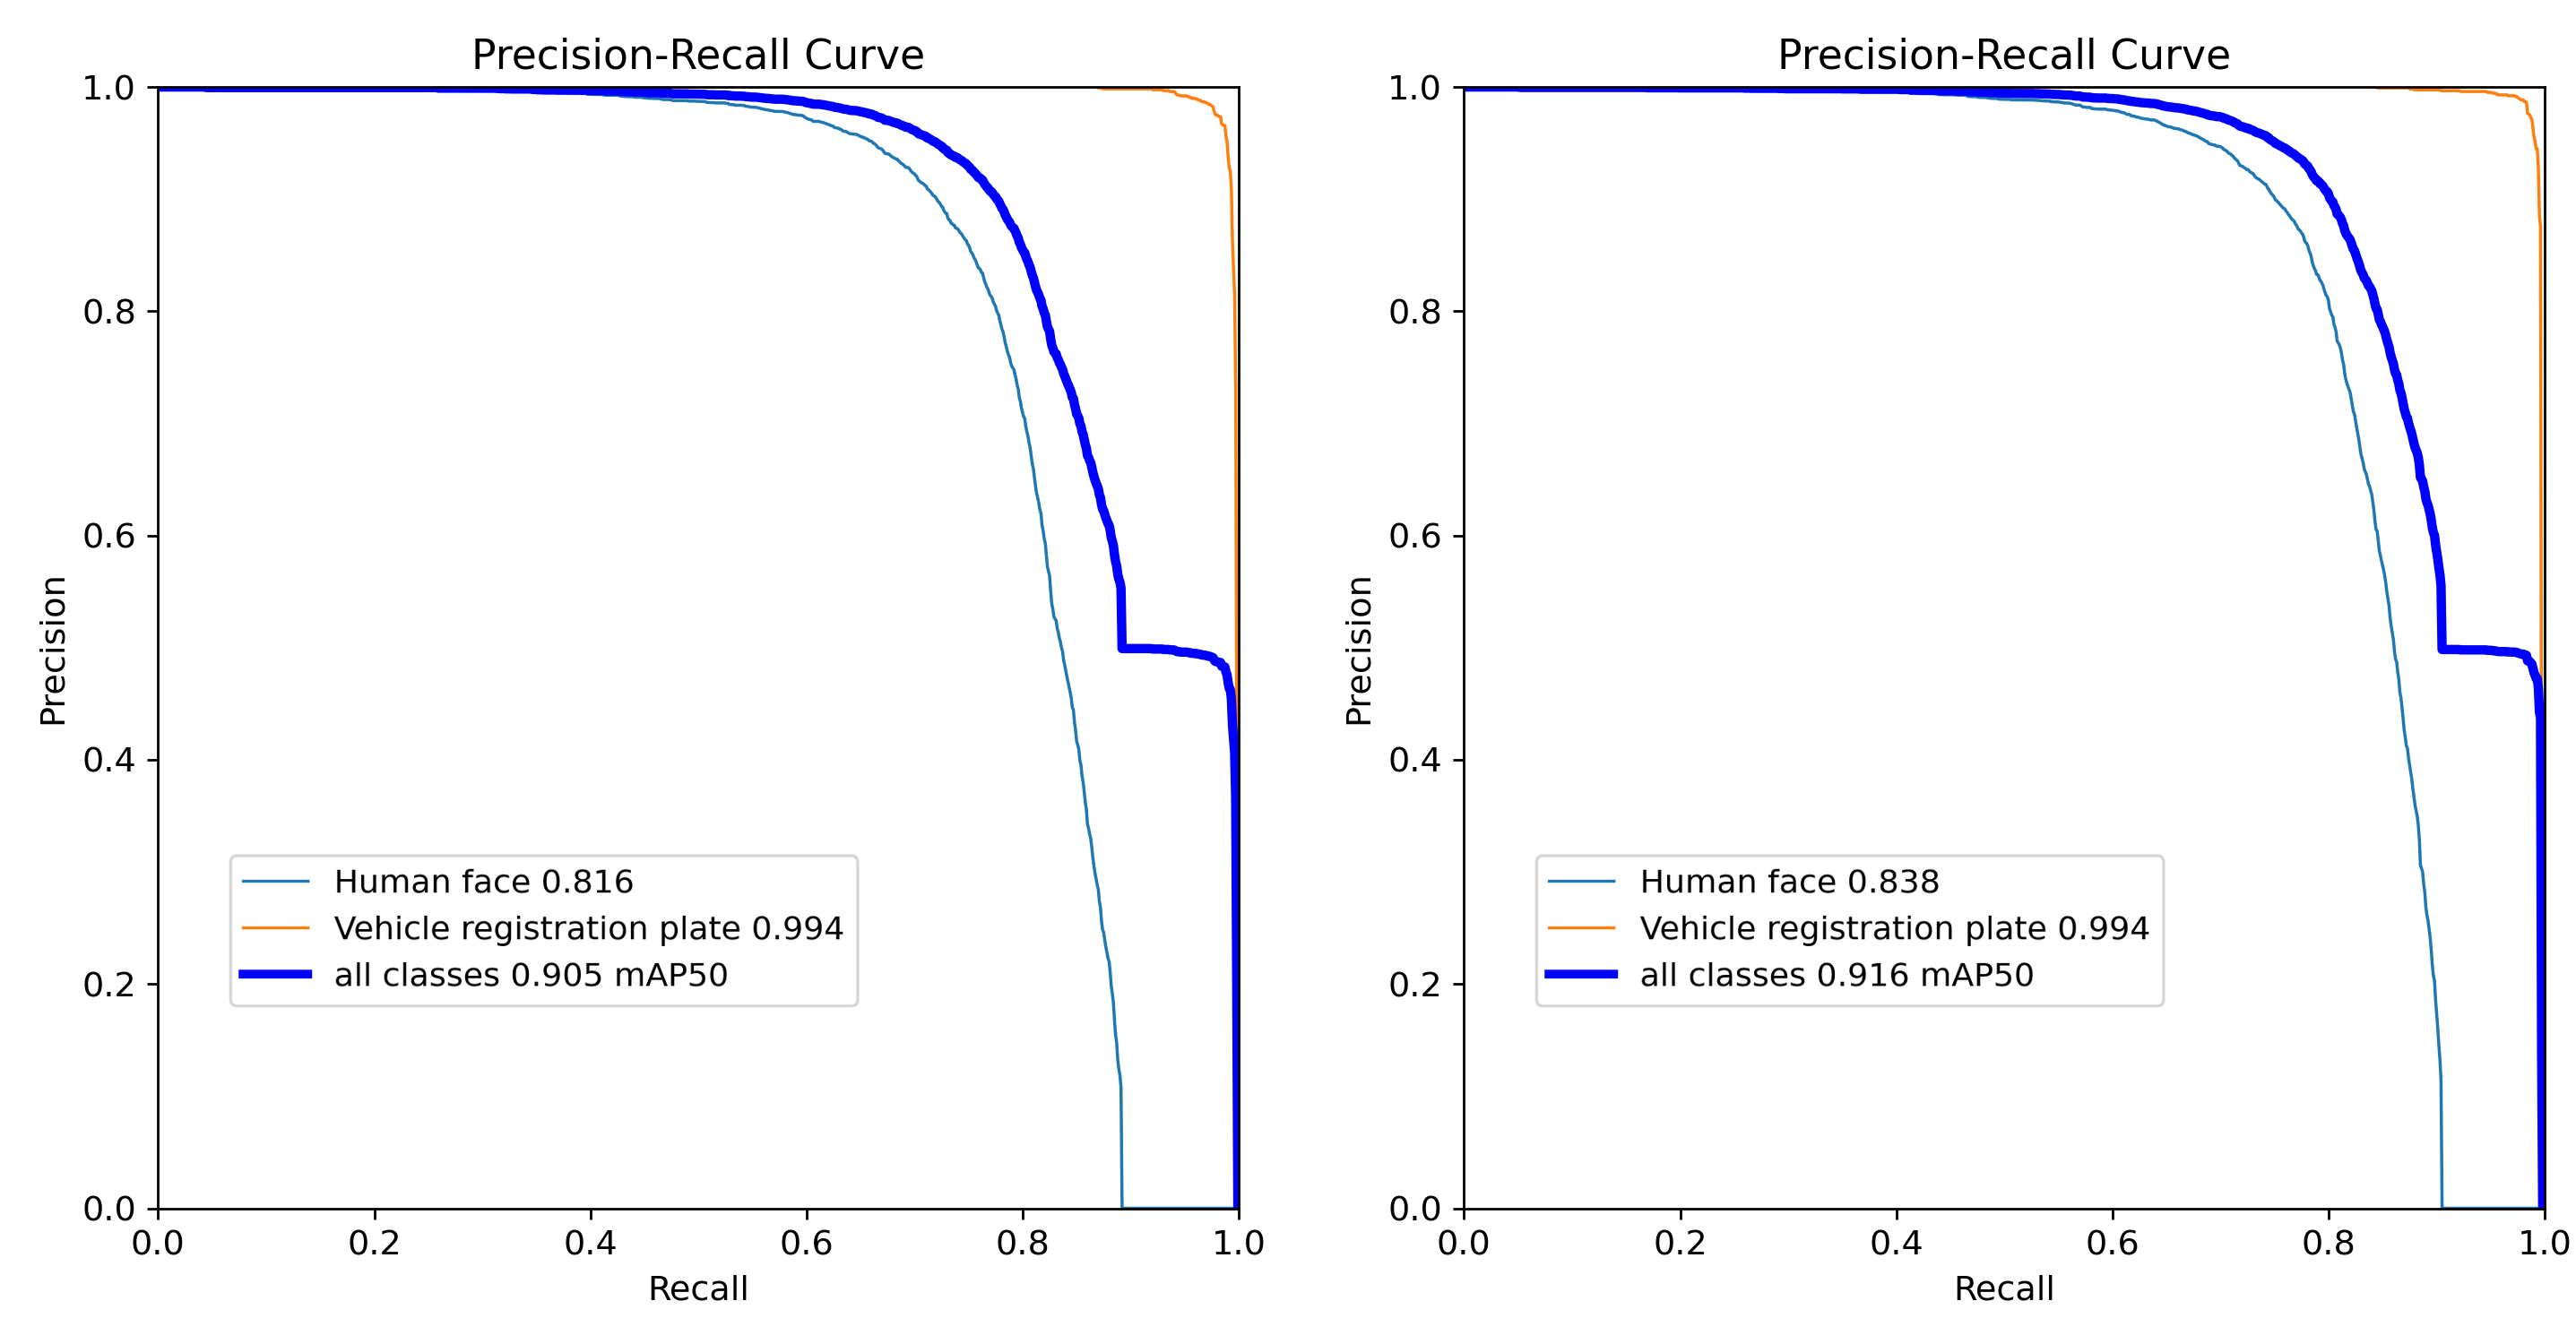 Precision-Recall Curve
1.0
0.8
0.6
0.4
0.2
0.0
Precision
Human face 0.816
Vehicle registration plate 0.994
all classes 0.905 mAP50
0.0 0.2 0.4 0.6 0.8 1.0
Recall
Precision-Recall Curve
1.0
0.8
0.6
0.4
0.2
0.0
Precision
Human face 0.838
Vehicle registration plate 0.994
all classes 0.916 mAP50
0.0 0.2 0.4 0.6 0.8 1.0
Recall